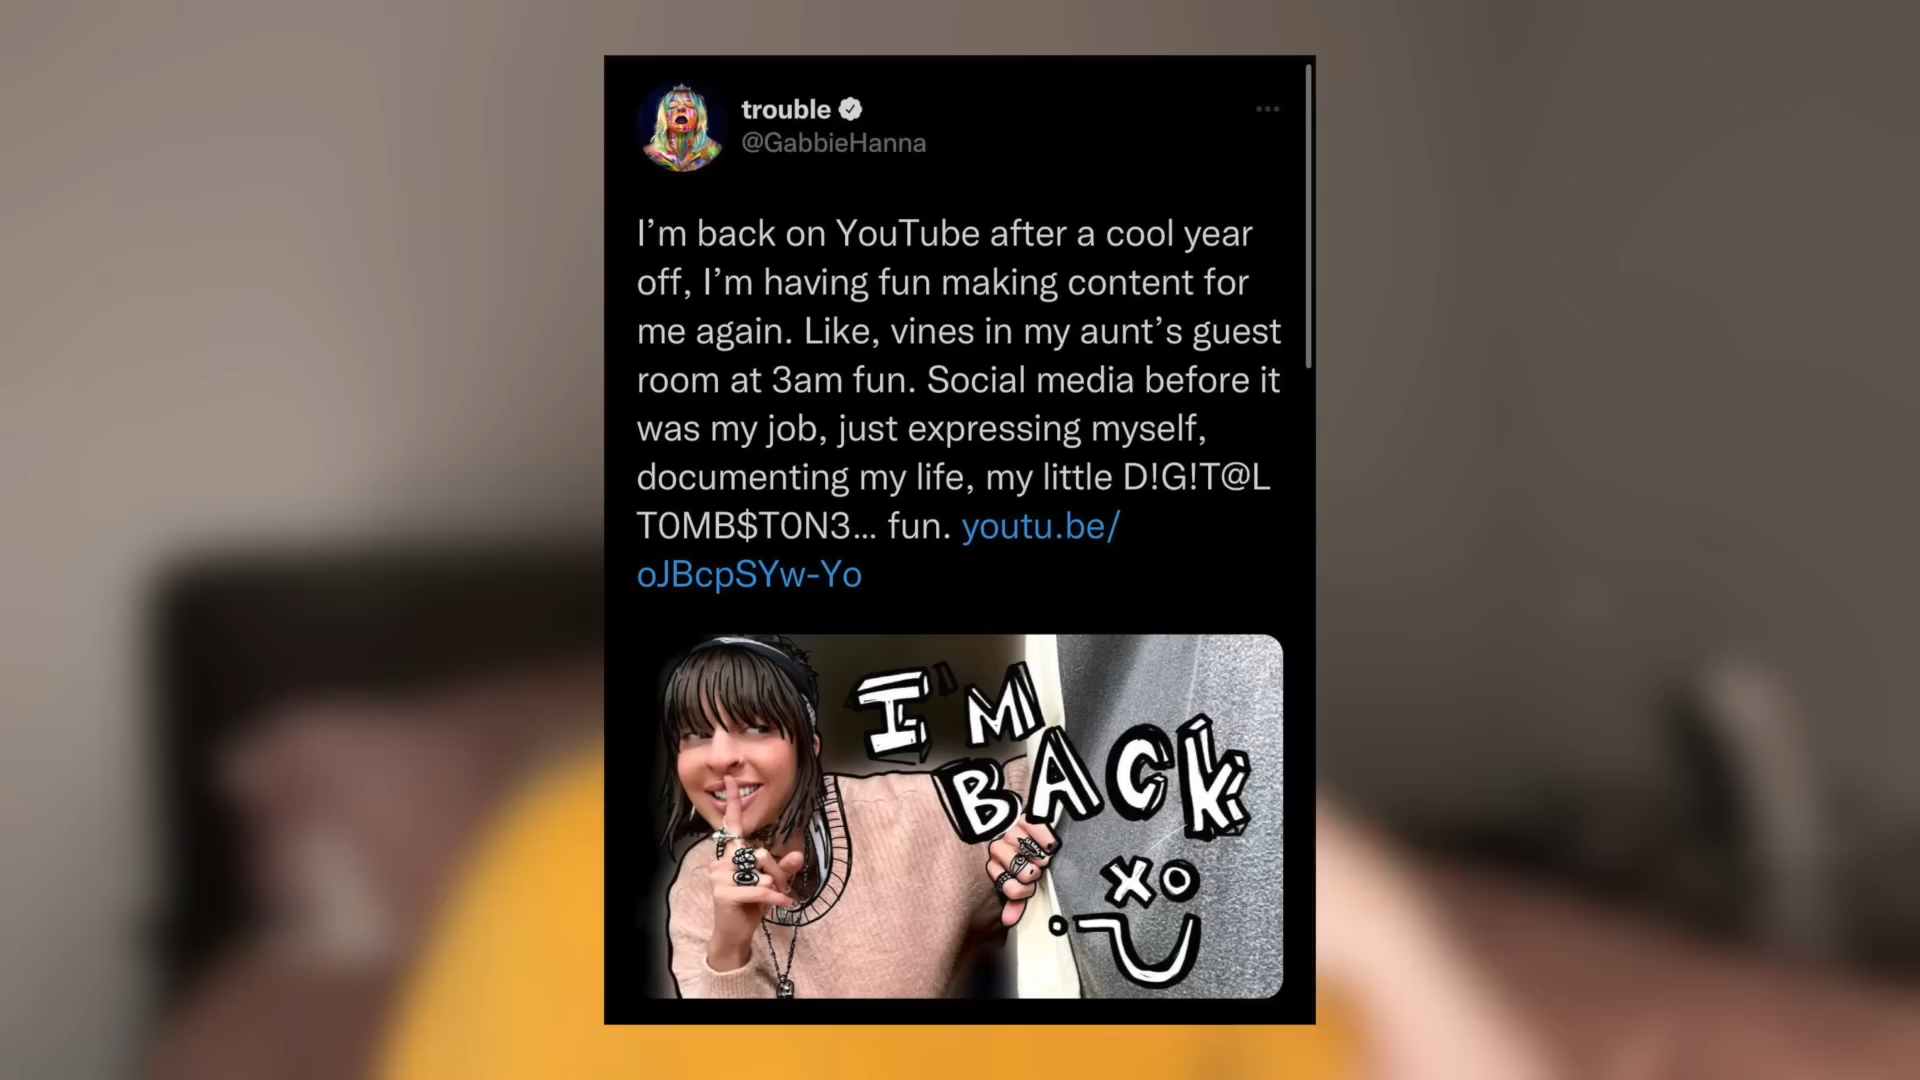 trouble
@GabbieHanna
I’m back on YouTube after a cool year
off, I’m having fun making content for
me again. Like, vines in my aunt’s guest
room at 3am fun. Social media before it
was my job, just expressing myself,
documenting my life, my little D!G!T@L
T0MB$T0N3... fun. youtu.be/
oJBcpSYw-Yo
I'M
BACK
XO